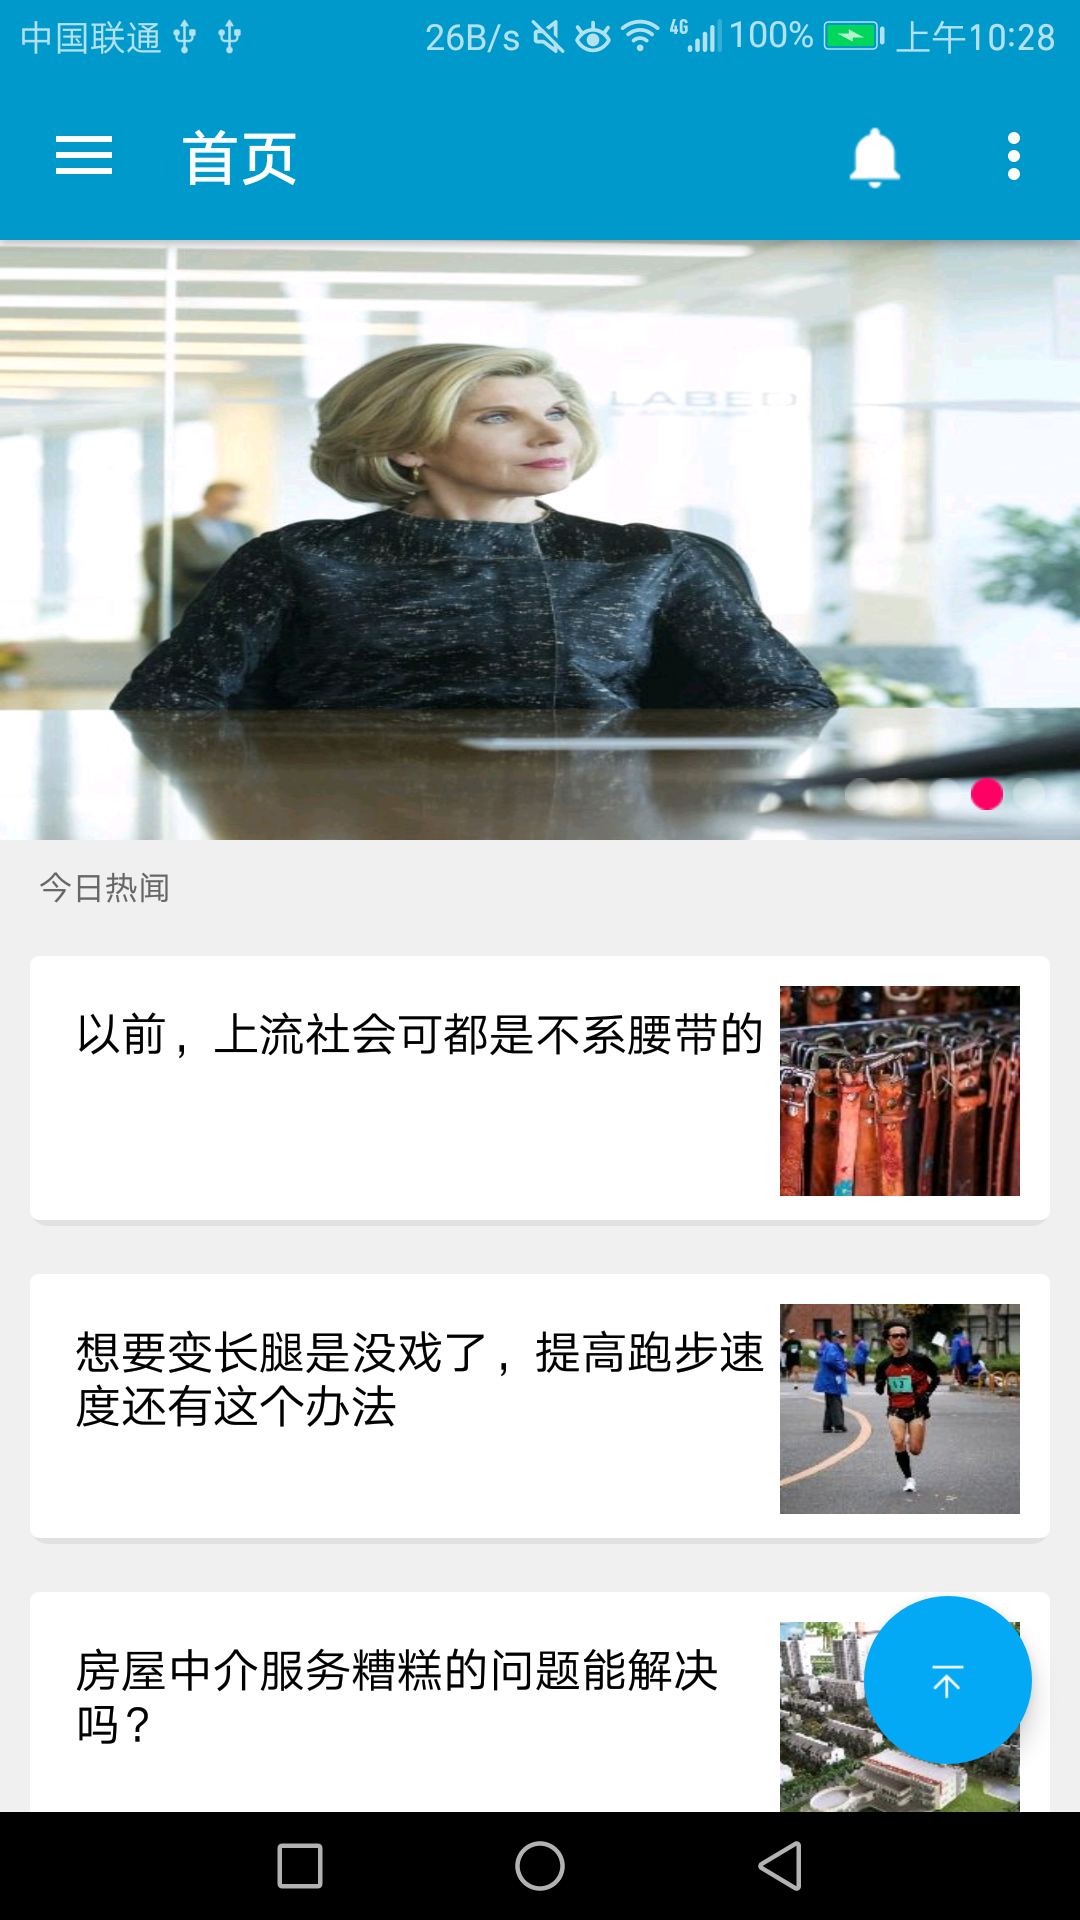 中国联通 26B/s 4G 100% 上午10:28
首页
LABED
今日热闻
以前，上流社会可都是不系腰带的
想要变长腿是没戏了，提高跑步速
度还有这个办法
房屋中介服务糟糕的问题能解决
吗？